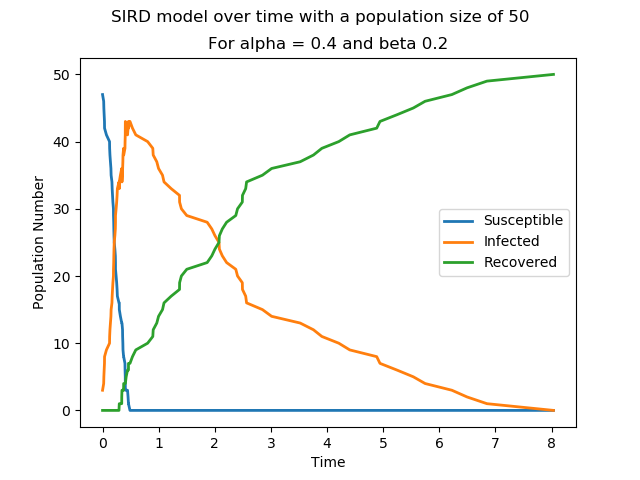 SIRD model over time with a population size of 50
For alpha = 0.4 and beta 0.2
50
40
30
20
10
0
Population Number
Susceptible
Infected
Recovered
0 1 2 3 4 5 6 7 8
Time